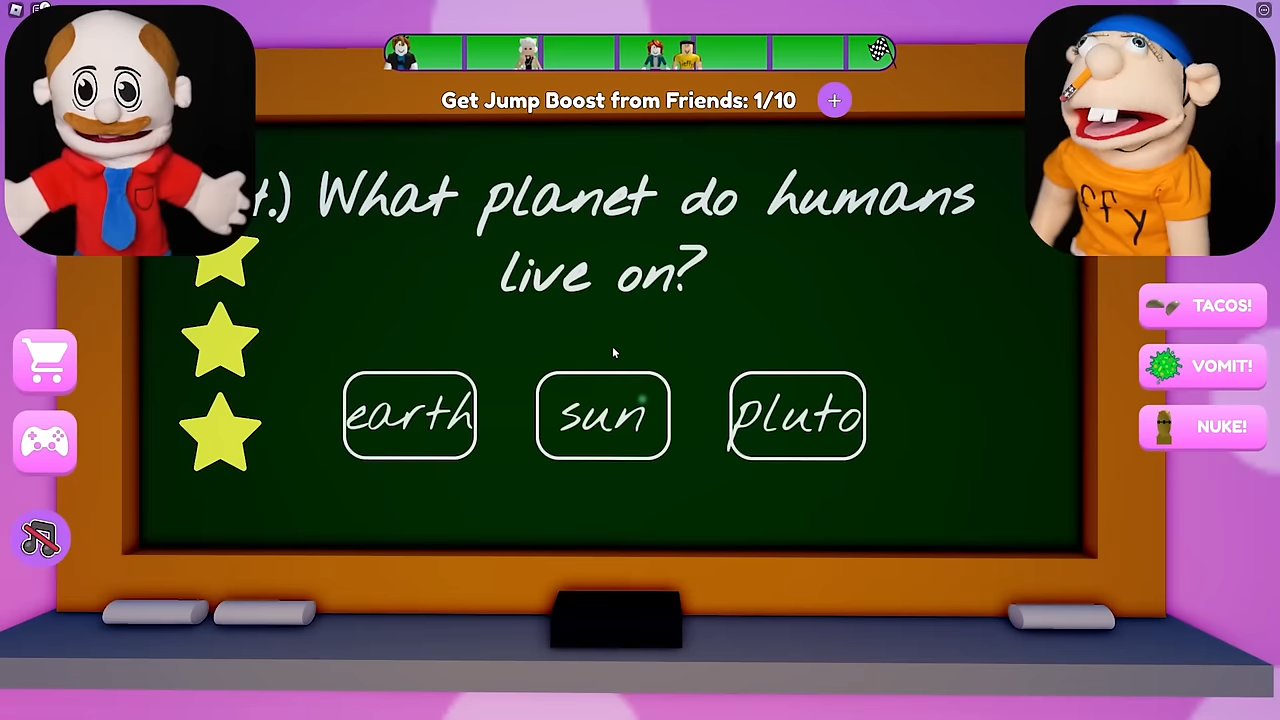 Get Jump Boost from Friends: 1/10 +
.) What planet do humans
live on?
earth sun pluto
TACOS!
VOMIT!
NUKE!
ffy